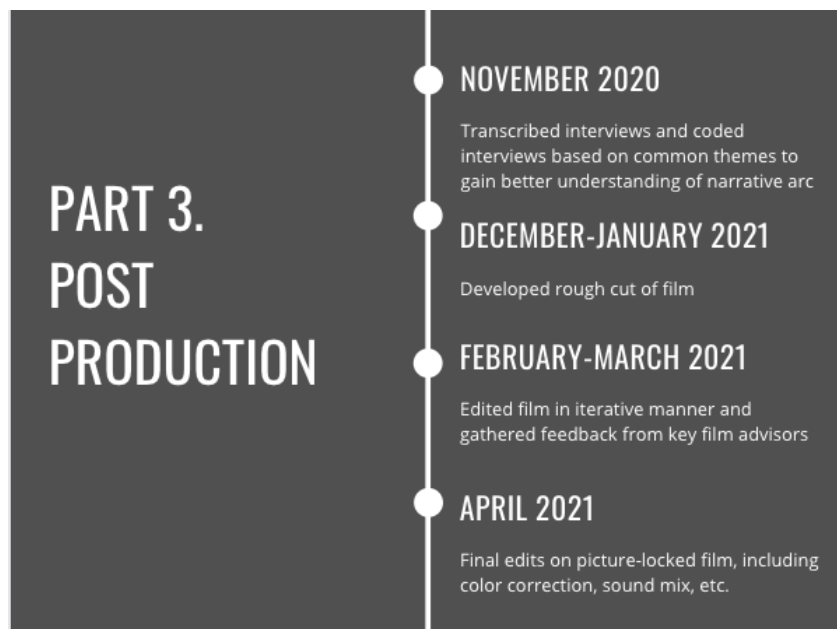 PART 3.
POST
PRODUCTION
NOVEMBER 2020
Transcribed interviews and coded
interviews based on common themes to
gain better understanding of narrative arc
DECEMBER-JANUARY 2021
Developed rough cut of film
FEBRUARY-MARCH 2021
Edited film in iterative manner and
gathered feedback from key film advisors
APRIL 2021
Final edits on picture-locked film, including
color correction, sound mix, etc.